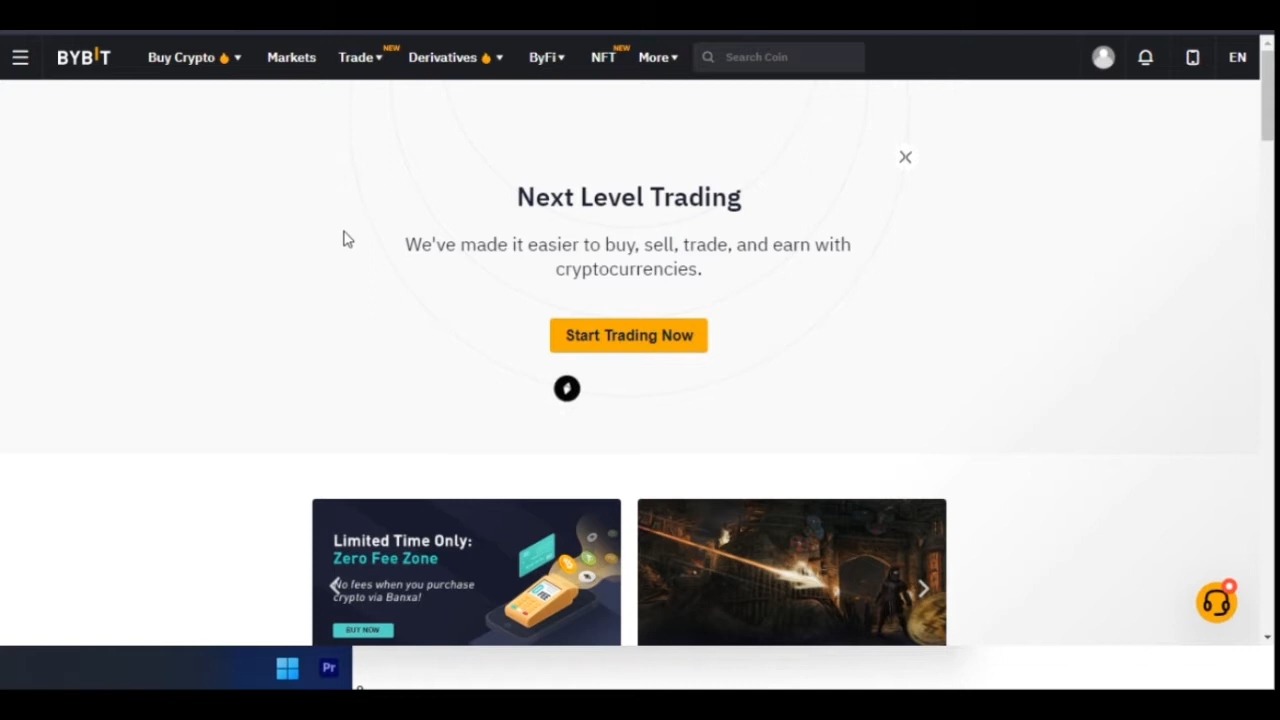 BYBIT
Buy Crypto
Markets
Trade
NEW
Derivatives
ByFi
NFT
NEW
More
Search Coin
EN
Next Level Trading
We've made it easier to buy, sell, trade, and earn with
cryptocurrencies.
Start Trading Now
Limited Time Only:
Zero Fee Zone
No fees when you purchase
crypto via Banxa!
BUY NOW
Pr